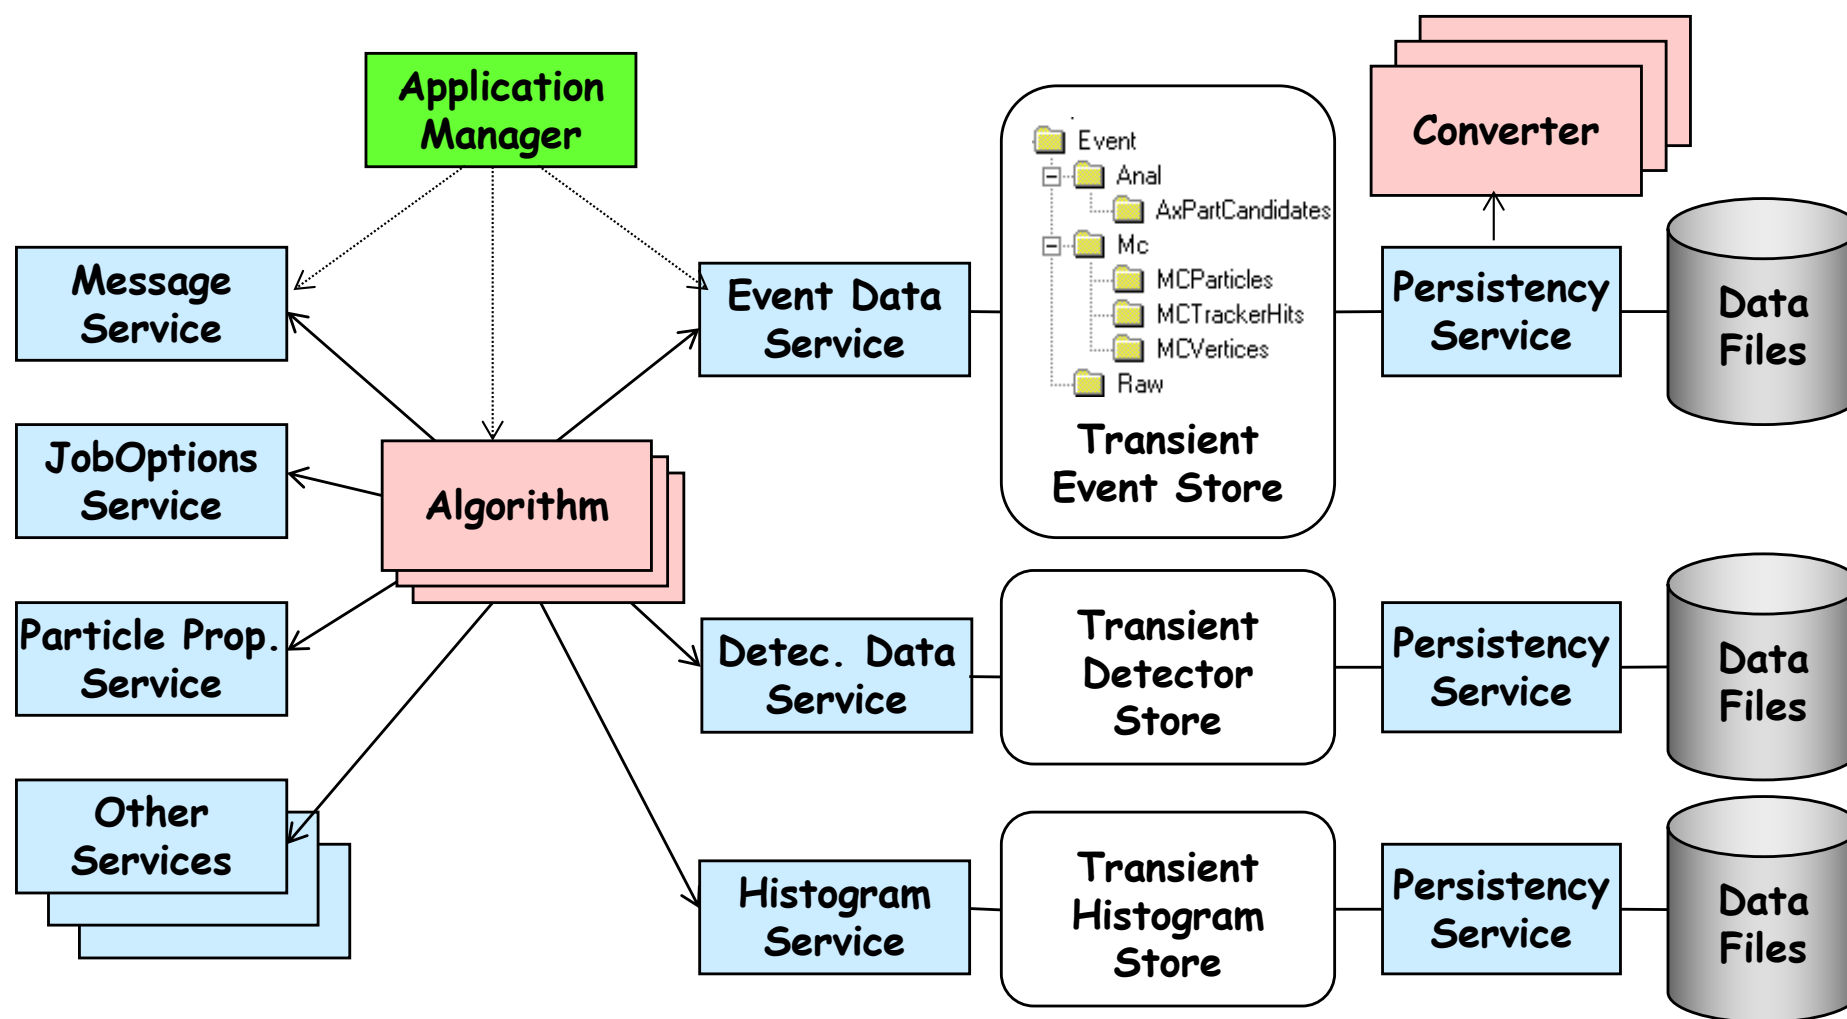 Application
Manager
Converter
Event
Anal
AxPartCandidates
Mc
MCParticles
MCTrackerHits
MCVertices
Raw
Transient
Event Store
Message
Service
Event Data
Service
Persistency
Service
Data
Files
JobOptions
Service
Algorithm
Particle Prop.
Service
Detec. Data
Service
Transient
Detector
Store
Persistency
Service
Data
Files
Other
Services
Histogram
Service
Transient
Histogram
Store
Persistency
Service
Data
Files